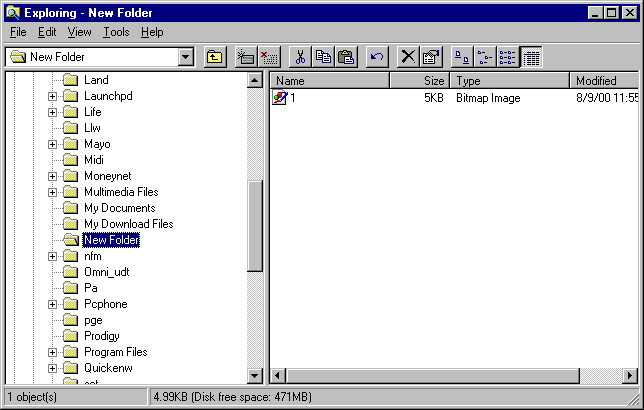 Exploring - New Folder
File Edit View Tools Help
New Folder
Name Size Type Modified
1 5KB Bitmap Image 8/9/00 11:55
Land
Launchpd
Life
Llw
Mayo
Midi
Moneynet
Multimedia Files
My Documents
My Download Files
New Folder
nfm
Omni_udt
Pa
Pcphone
pge
Prodigy
Program Files
Quickenw
1 object(s) 4.99KB (Disk free space: 471MB)